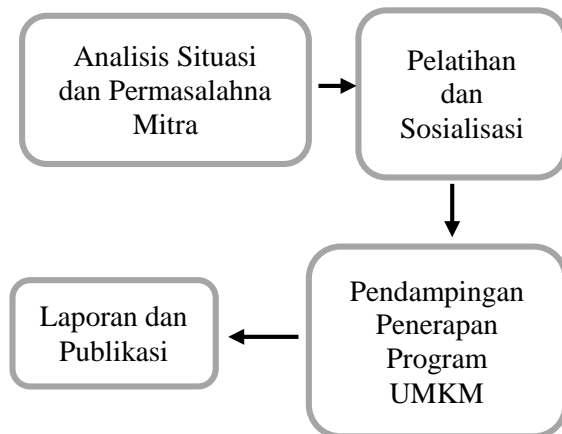 Analisis Situasi
dan Permasalahna
Mitra
Pelatihan
dan
Sosialisasi
Pendampingan
Penerapan
Program
UMKM
Laporan dan
Publikasi